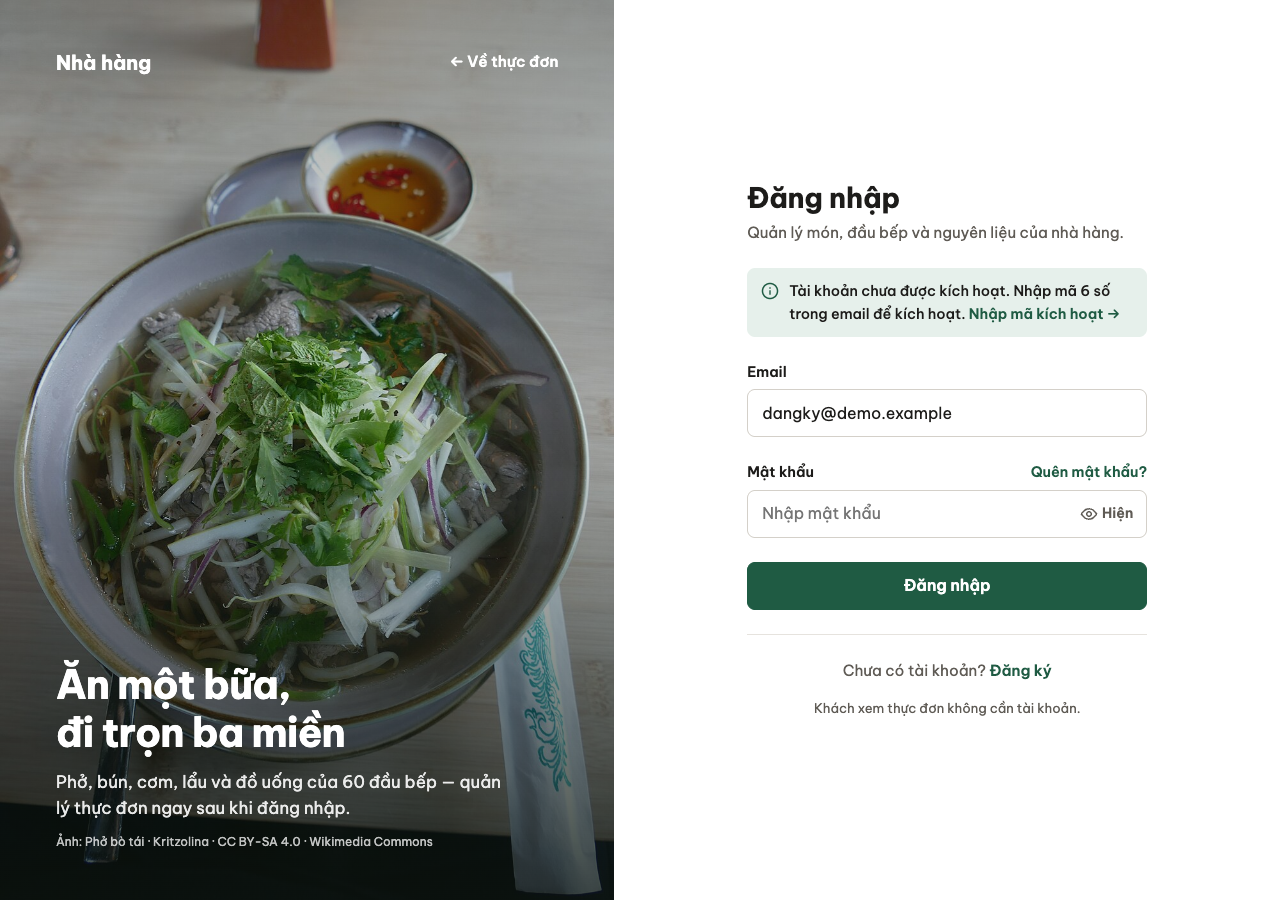 Nhà hàng
← Về thực đơn
Ăn một bữa,
đi trọn ba miền
Phở, bún, cơm, lẩu và đồ uống của 60 đầu bếp — quản
lý thực đơn ngay sau khi đăng nhập.
Ảnh: Phở bò tái · Kritzolina · CC BY-SA 4.0 · Wikimedia Commons
Đăng nhập
Quản lý món, đầu bếp và nguyên liệu của nhà hàng.
Tài khoản chưa được kích hoạt. Nhập mã 6 số
trong email để kích hoạt. Nhập mã kích hoạt →
Email
dangky@demo.example
Mật khẩu
Quên mật khẩu?
Nhập mật khẩu
Hiện
Đăng nhập
Chưa có tài khoản? Đăng ký
Khách xem thực đơn không cần tài khoản.